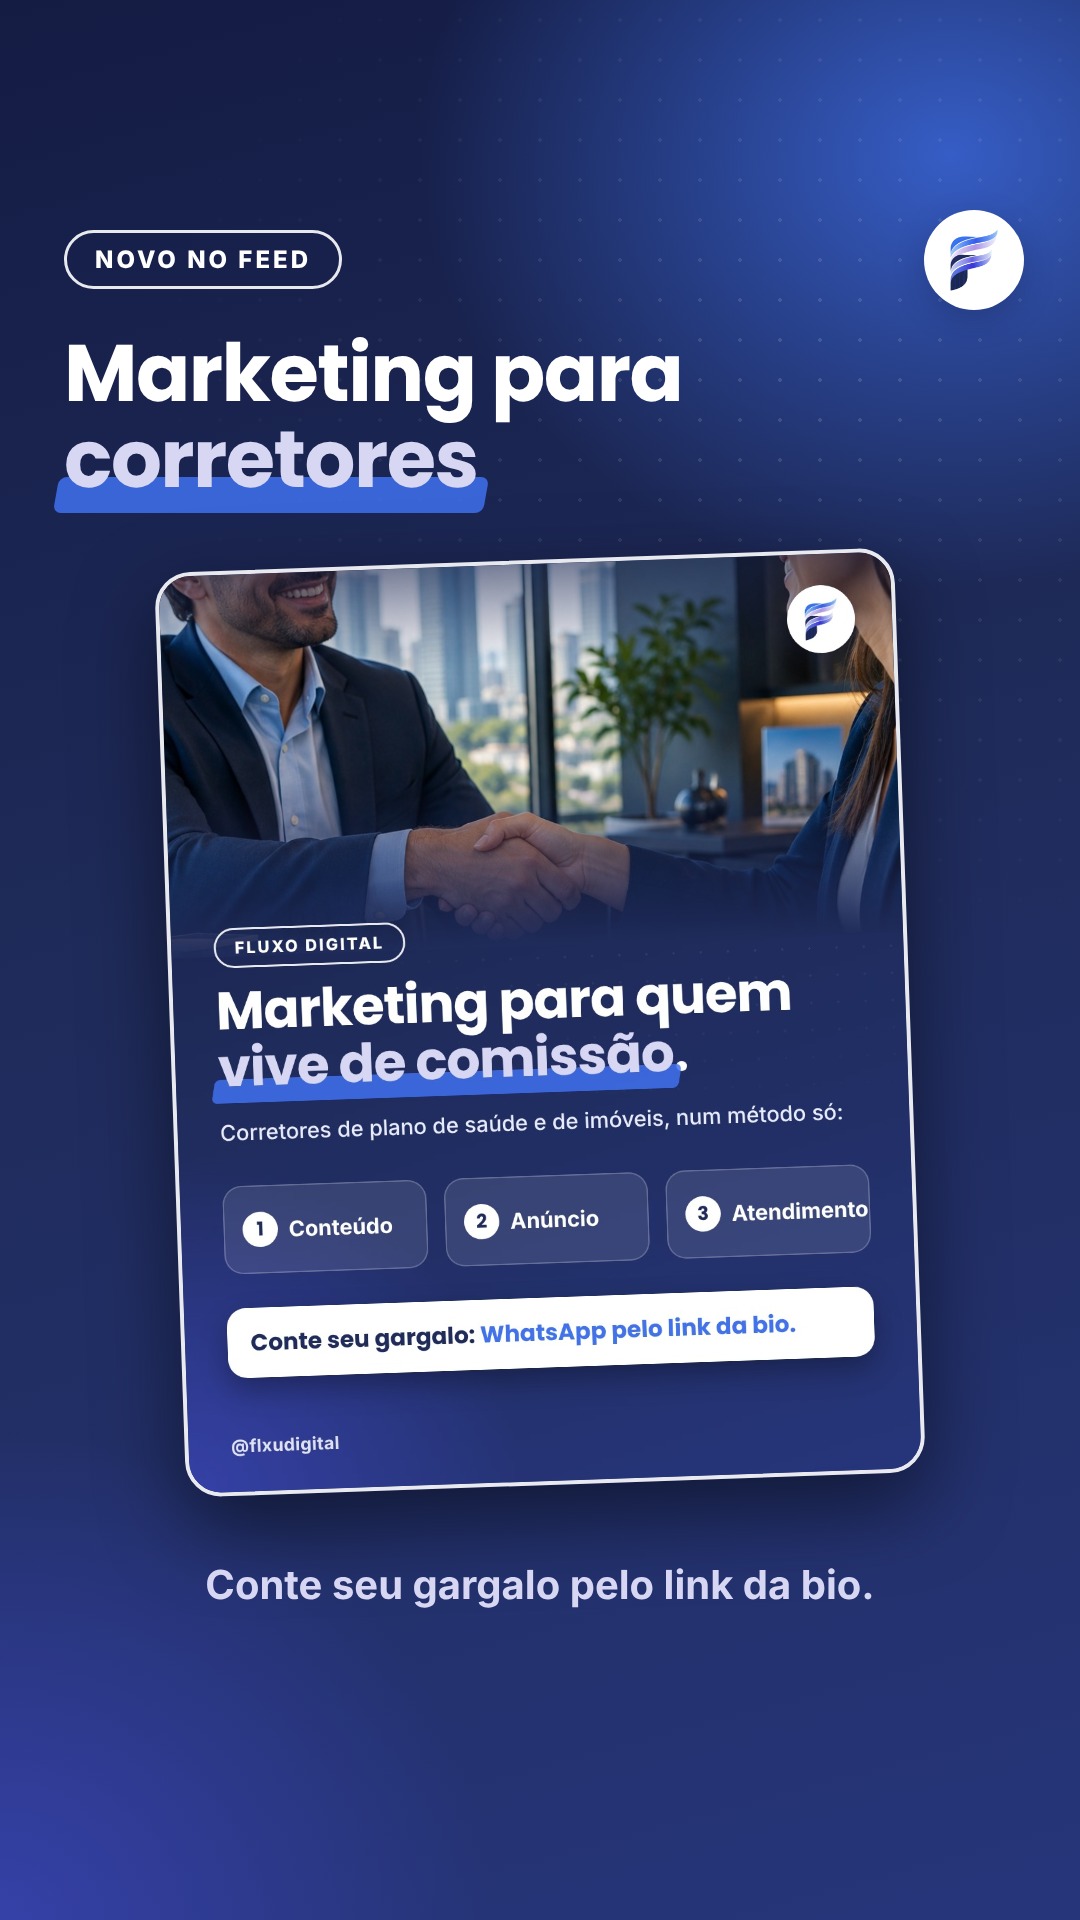 NOVO NO FEED
Marketing para
corretores
FLUXO DIGITAL
Marketing para quem
vive de comissão.
Corretores de plano de saúde e de imóveis, num método só:
1 Conteúdo
2 Anúncio
3 Atendimento
Conte seu gargalo: WhatsApp pelo link da bio.
@flxudigital
Conte seu gargalo pelo link da bio.